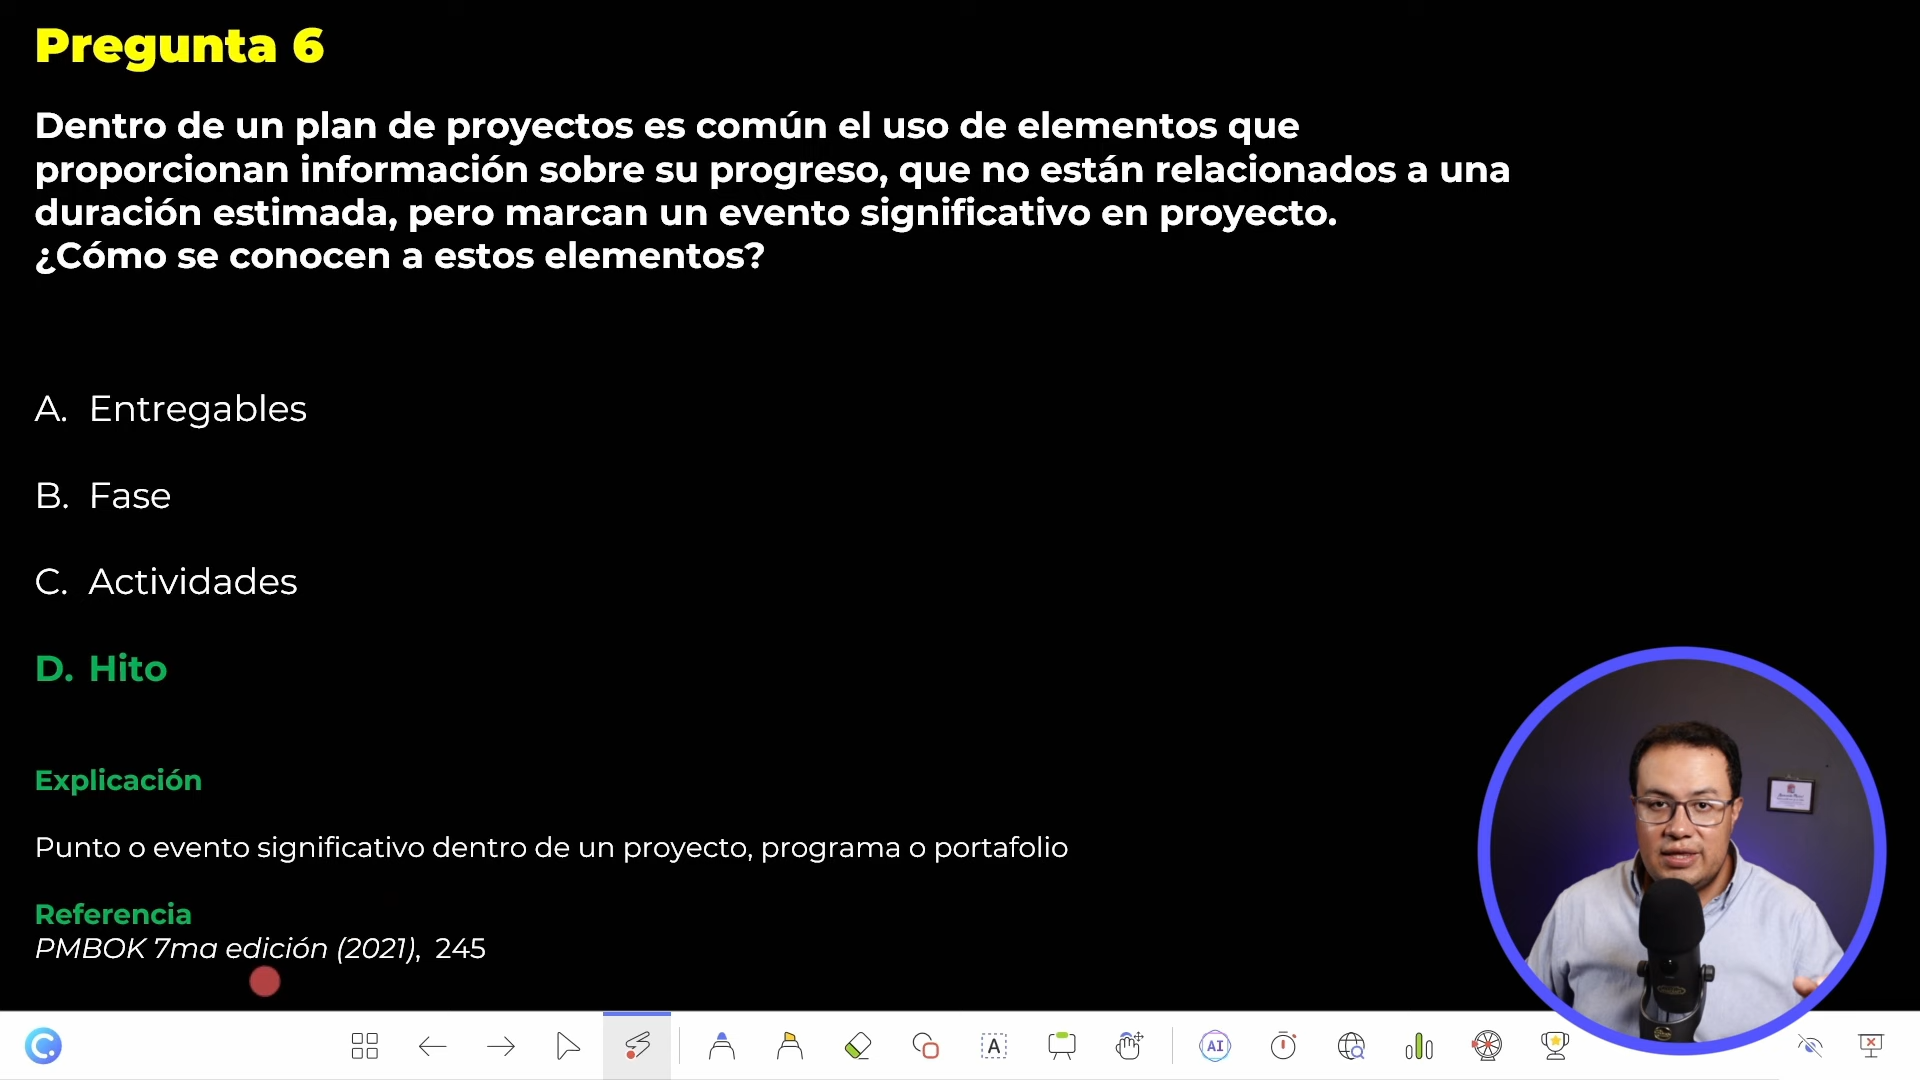 Pregunta 6
Dentro de un plan de proyectos es común el uso de elementos que
proporcionan información sobre su progreso, que no están relacionados a una
duración estimada, pero marcan un evento significativo en proyecto.
¿Cómo se conocen a estos elementos?
A. Entregables
B. Fase
C. Actividades
D. Hito
Explicación
Punto o evento significativo dentro de un proyecto, programa o portafolio
Referencia
PMBOK 7ma edición (2021), 245
A
AI